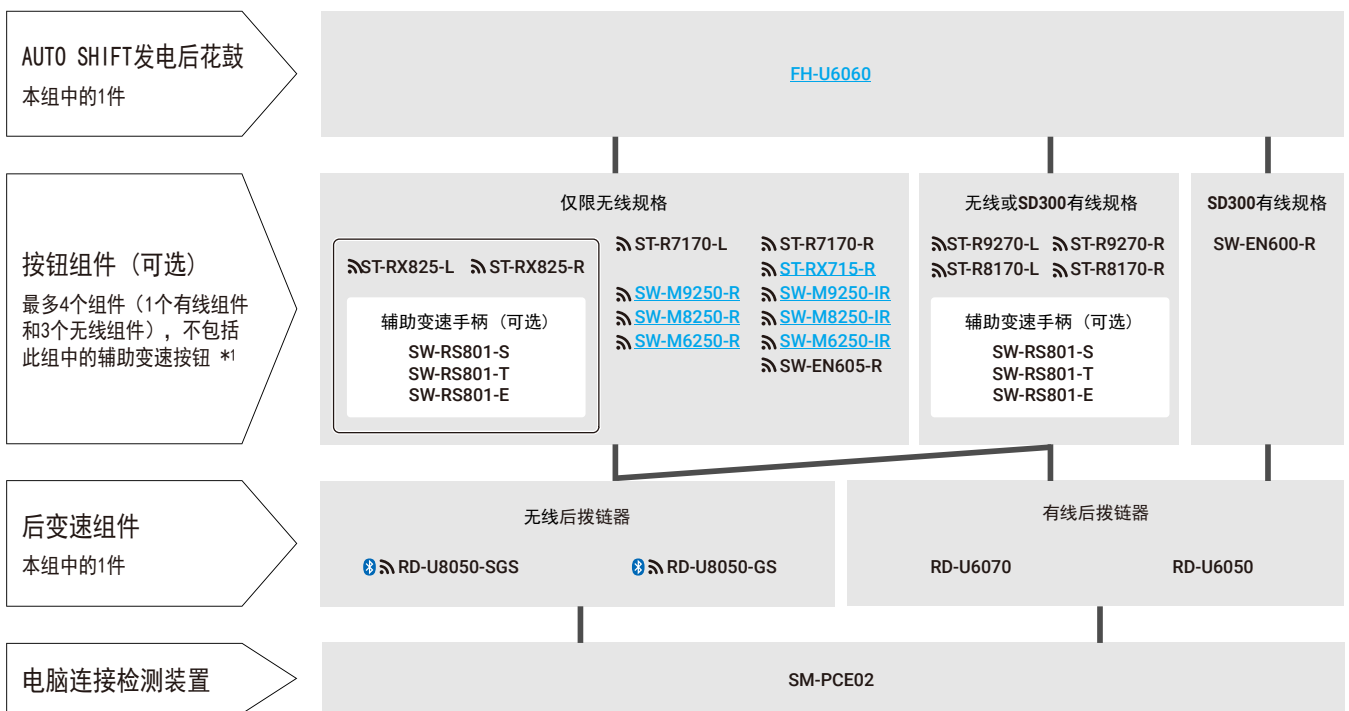 AUTO SHIFT发电后花鼓
本组中的1件
FH-U6060
按钮组件（可选）
最多4个组件（1个有线组件
和3个无线组件），不包括
此组中的辅助变速按钮 *1
仅限无线规格
ST-RX825-L ST-RX825-R
辅助变速手柄（可选）
SW-RS801-S
SW-RS801-T
SW-RS801-E
ST-R7170-L ST-R7170-R
ST-RX715-R
SW-M9250-R SW-M9250-IR
SW-M8250-R SW-M8250-IR
SW-M6250-R SW-M6250-IR
SW-EN605-R
无线或SD300有线规格
ST-R9270-L ST-R9270-R
ST-R8170-L ST-R8170-R
辅助变速手柄（可选）
SW-RS801-S
SW-RS801-T
SW-RS801-E
SD300有线规格
SW-EN600-R
后变速组件
本组中的1件
无线后拨链器
RD-U8050-SGS RD-U8050-GS
有线后拨链器
RD-U6070 RD-U6050
电脑连接检测装置
SM-PCE02